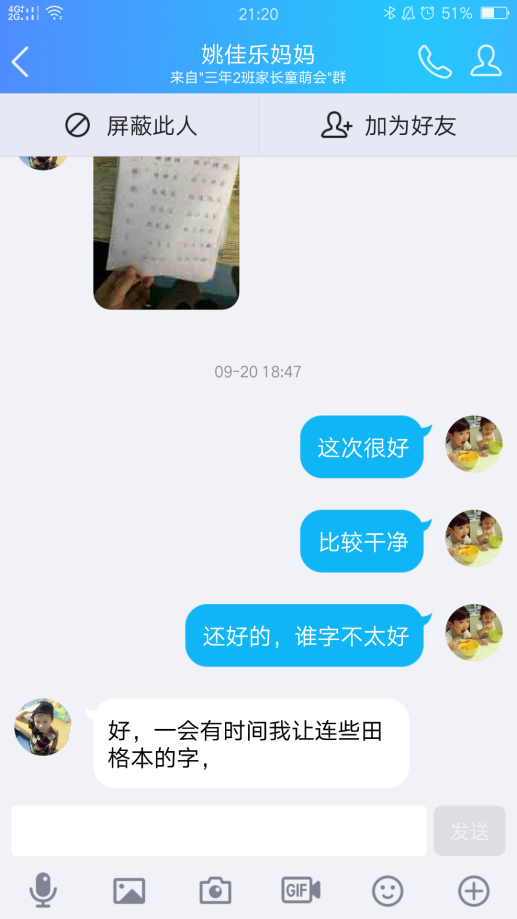 4G 2G 21:20 51%
姚佳乐妈妈
来自"三年2班家长童萌会"群
屏蔽此人 加为好友
09-20 18:47
这次很好
比较干净
还好的，谁字不太好
好，一会有时间我让连些田
格本的字，
发送
GIF